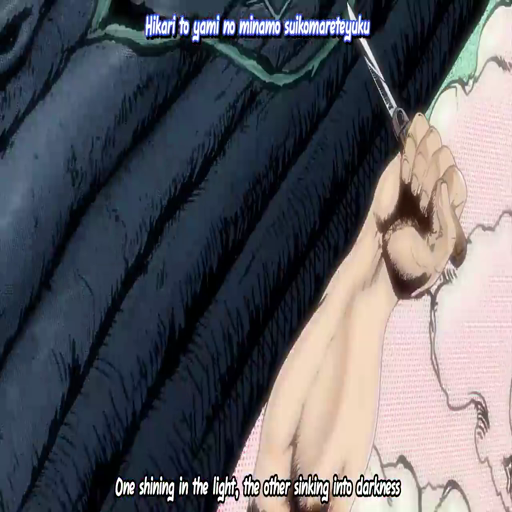 Hikari to yami no minamo suikomareteyuku
One shining in the light, the other sinking into darkness